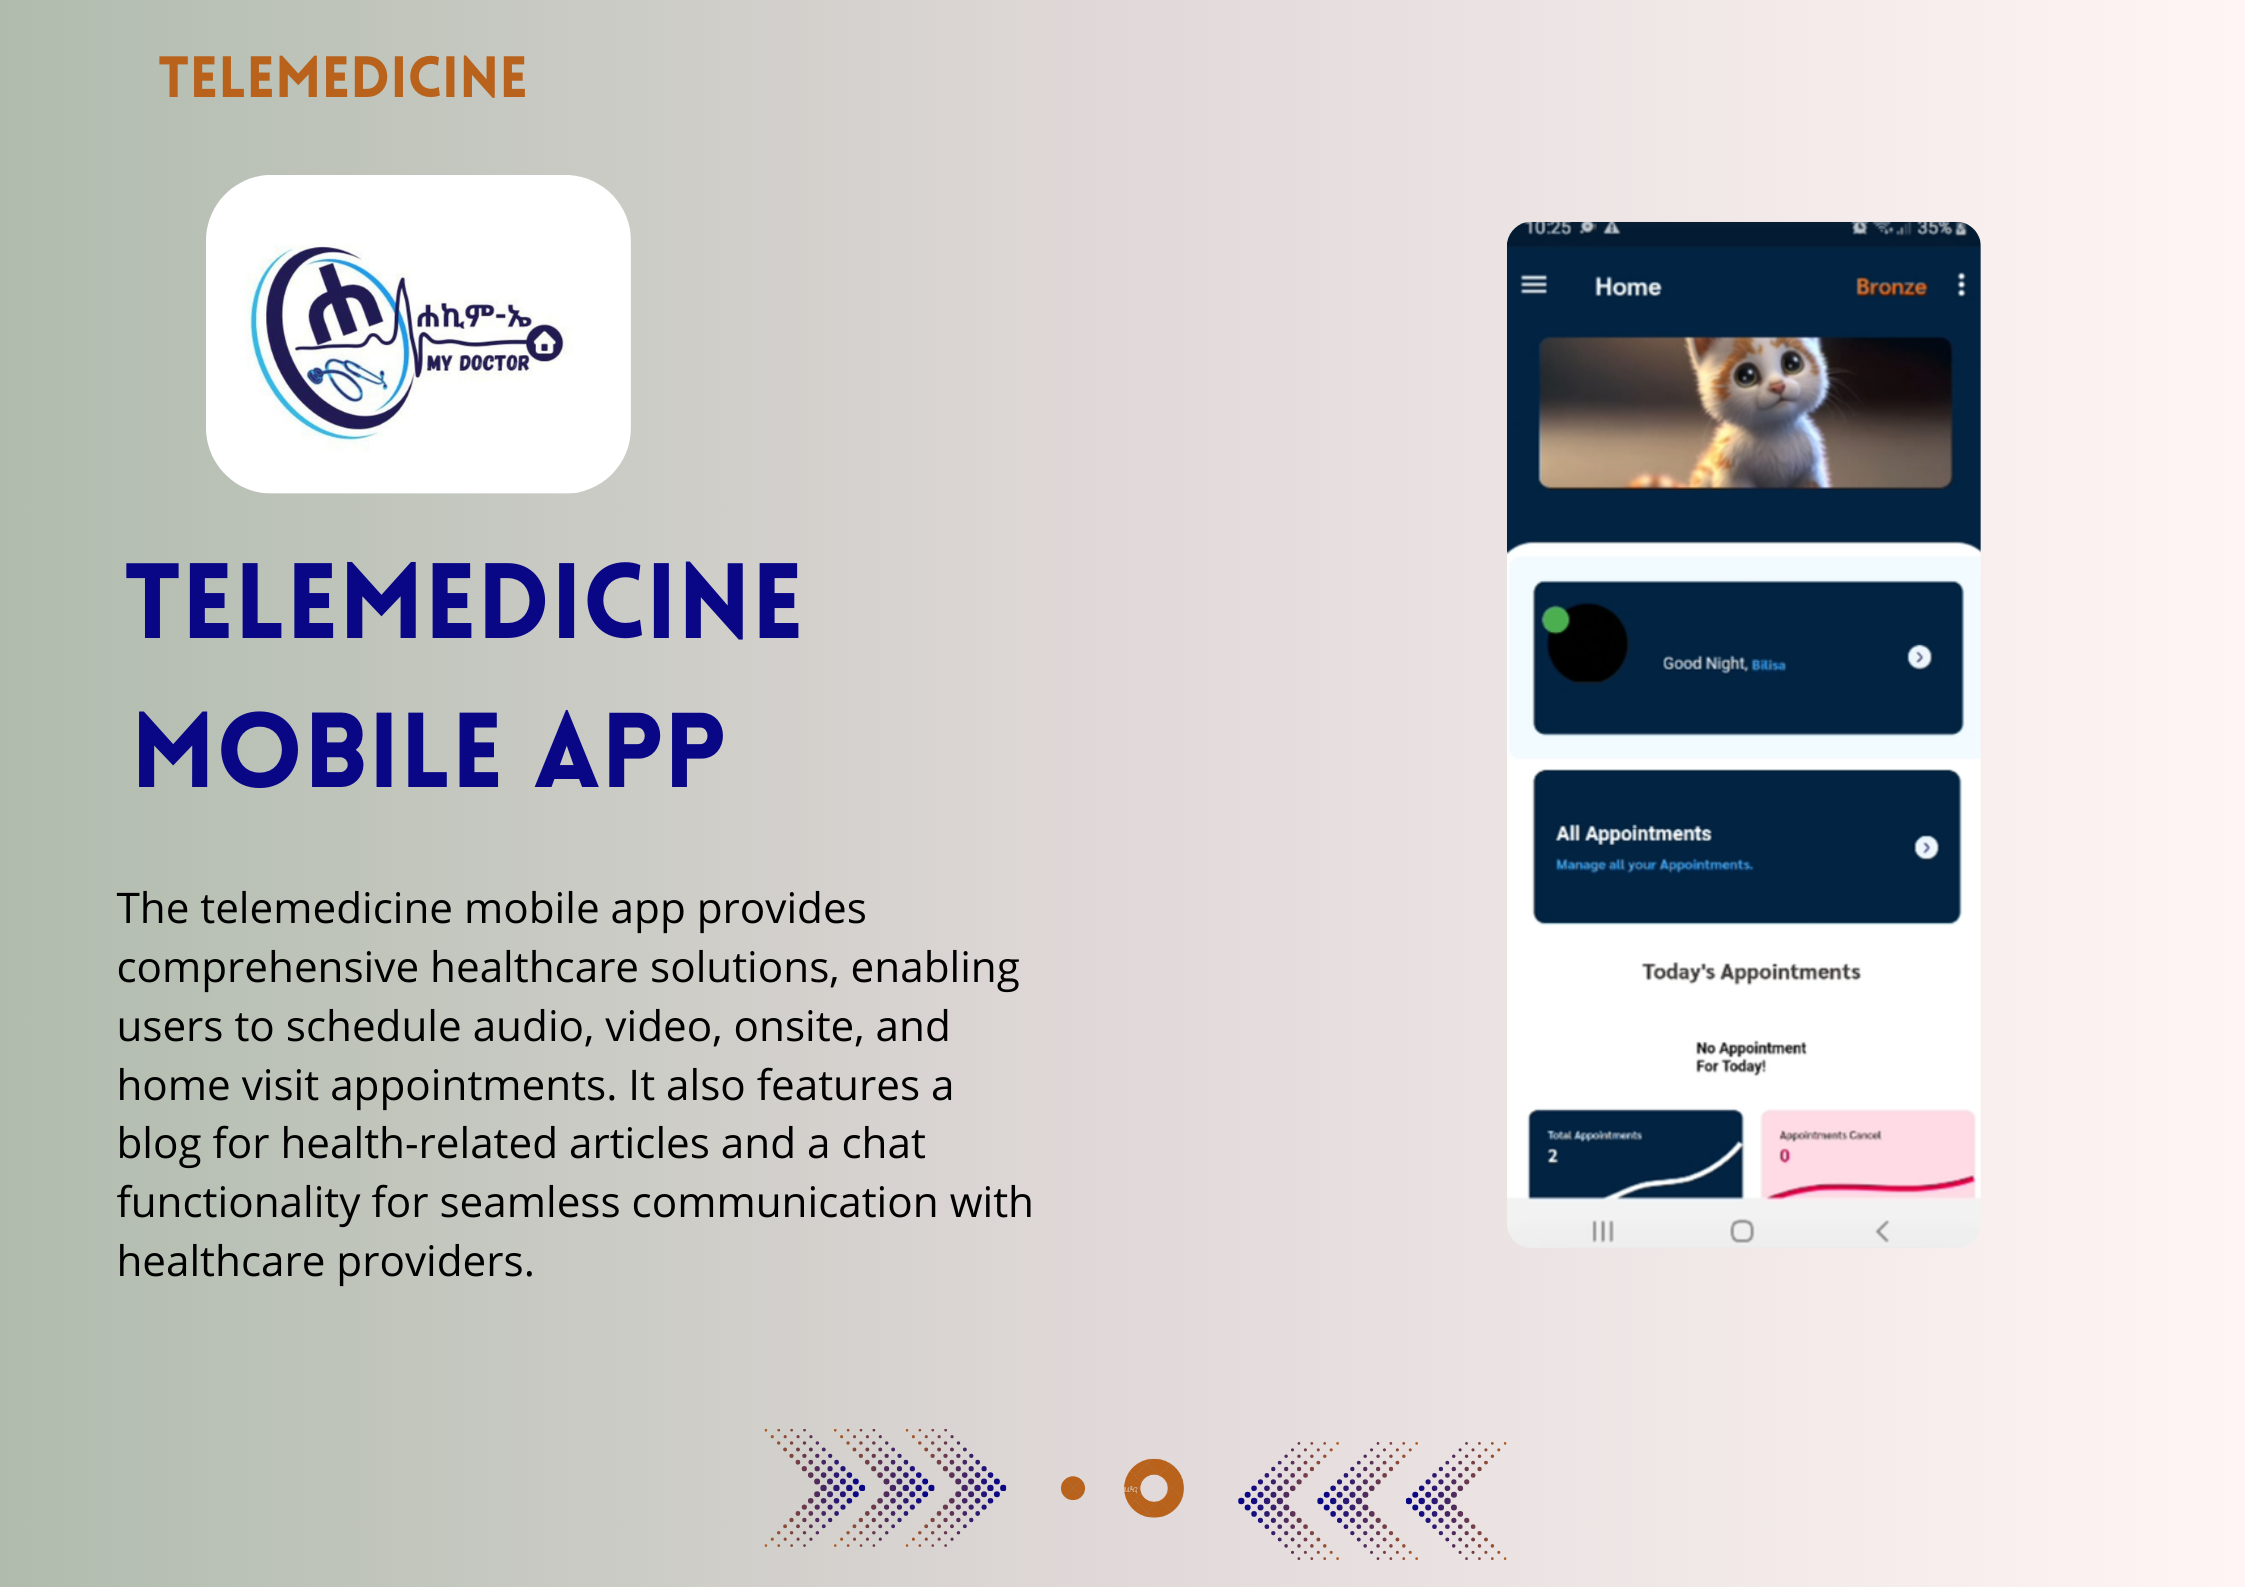 TELEMEDICINE
ሐኪም-ኤ
MY DOCTOR
TELEMEDICINE
MOBILE APP
The telemedicine mobile app provides
comprehensive healthcare solutions, enabling
users to schedule audio, video, onsite, and
home visit appointments. It also features a
blog for health-related articles and a chat
functionality for seamless communication with
healthcare providers.
10:25 35%
Home Bronze
Good Night, Bilisa
All Appointments
Manage all your Appointments.
Today's Appointments
No Appointment
For Today!
Total Appointments
2
Appointments Cancel
0